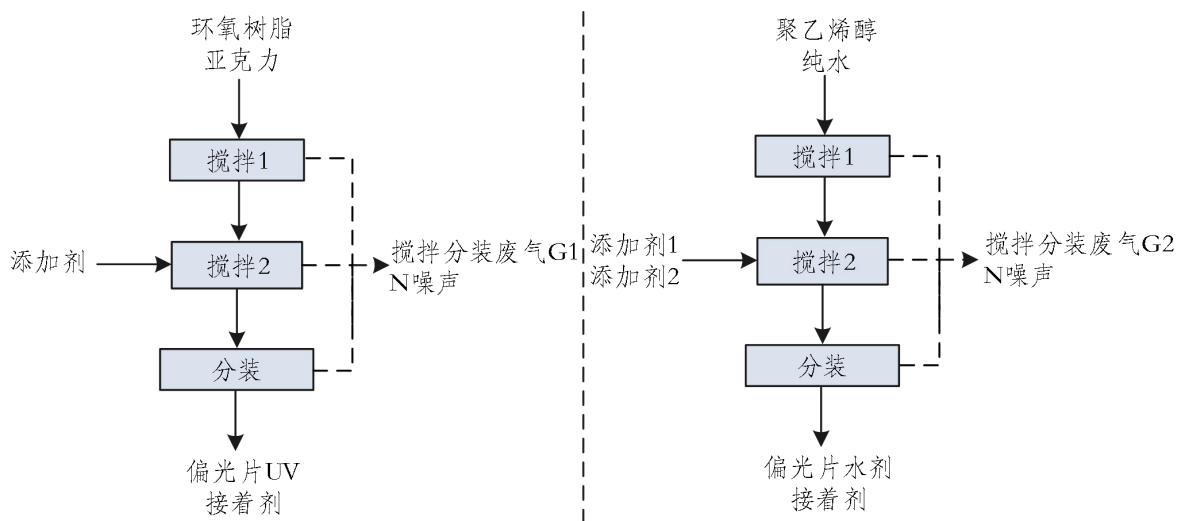 环氧树脂
亚克力
搅拌1
添加剂
搅拌2
搅拌分装废气G1
N噪声
分装
偏光片UV
接着剂
聚乙烯醇
纯水
搅拌1
添加剂1
添加剂2
搅拌2
搅拌分装废气G2
N噪声
分装
偏光片水剂
接着剂